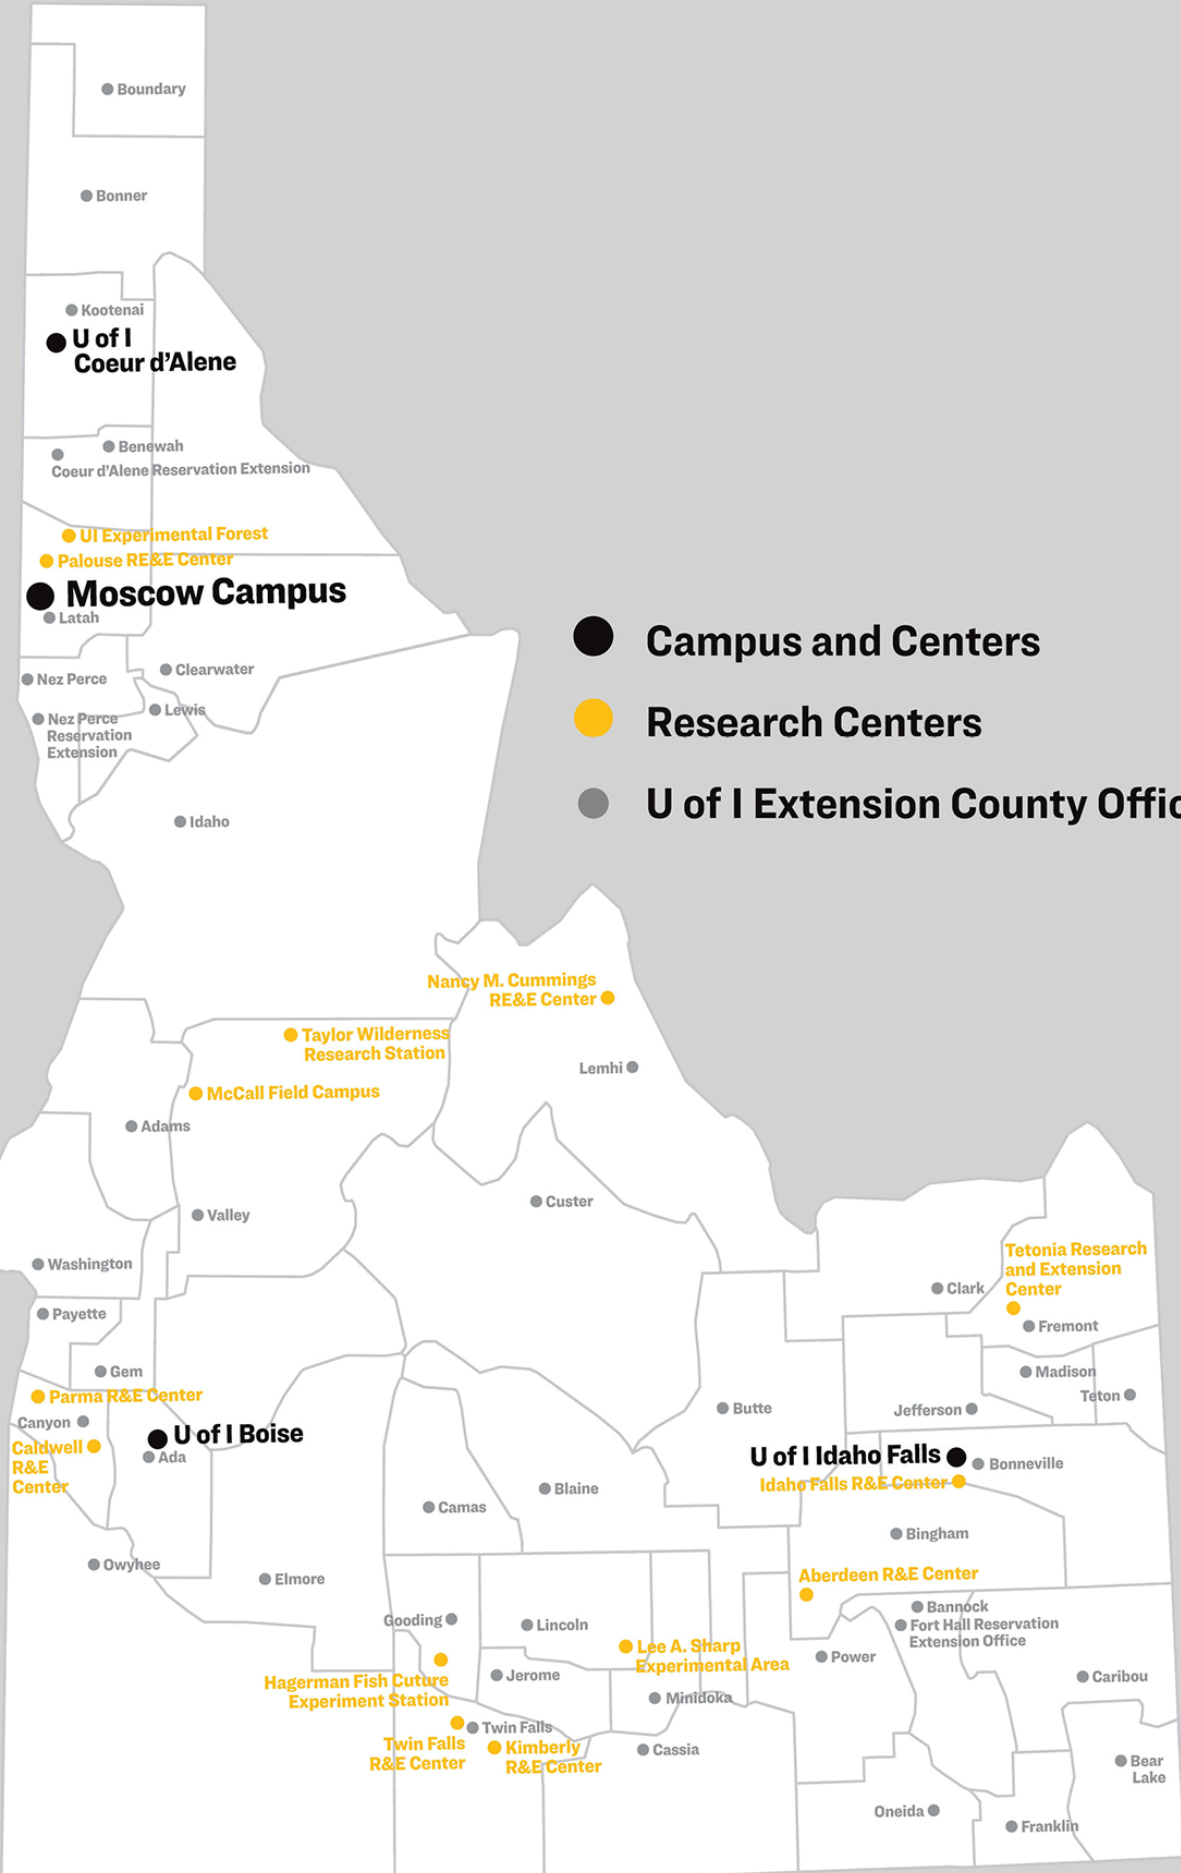 Boundary
Bonner
Kootenai
U of I
Coeur d'Alene
Benewah
Coeur d'Alene Reservation Extension
UI Experimental Forest
Palouse RE&E Center
Moscow Campus
Latah
Clearwater
Nez Perce
Lewis
Nez Perce
Reservation
Extension
Idaho
Campus and Centers
Research Centers
U of I Extension County Offic
Nancy M. Cummings
RE&E Center
Taylor Wilderness
Research Station
Lemhi
McCall Field Campus
Adams
Custer
Valley
Washington
Tetonia Research
and Extension
Center
Clark
Payette
Fremont
Gem
Madison
Parma R&E Center
Teton
Canyon
Butte
Jefferson
U of I Boise
Caldwell
R&E
Center
Ada
U of I Idaho Falls
Bonneville
Idaho Falls R&E Center
Blaine
Camas
Bingham
Owyhee
Elmore
Aberdeen R&E Center
Bannock
Gooding
Lincoln
Fort Hall Reservation
Extension Office
Lee A. Sharp
Experimental Area
Power
Hagerman Fish Cuture
Experiment Station
Jerome
Caribou
Minidoka
Twin Falls
Twin Falls
R&E Center
Kimberly
R&E Center
Cassia
Bear
Lake
Oneida
Franklin